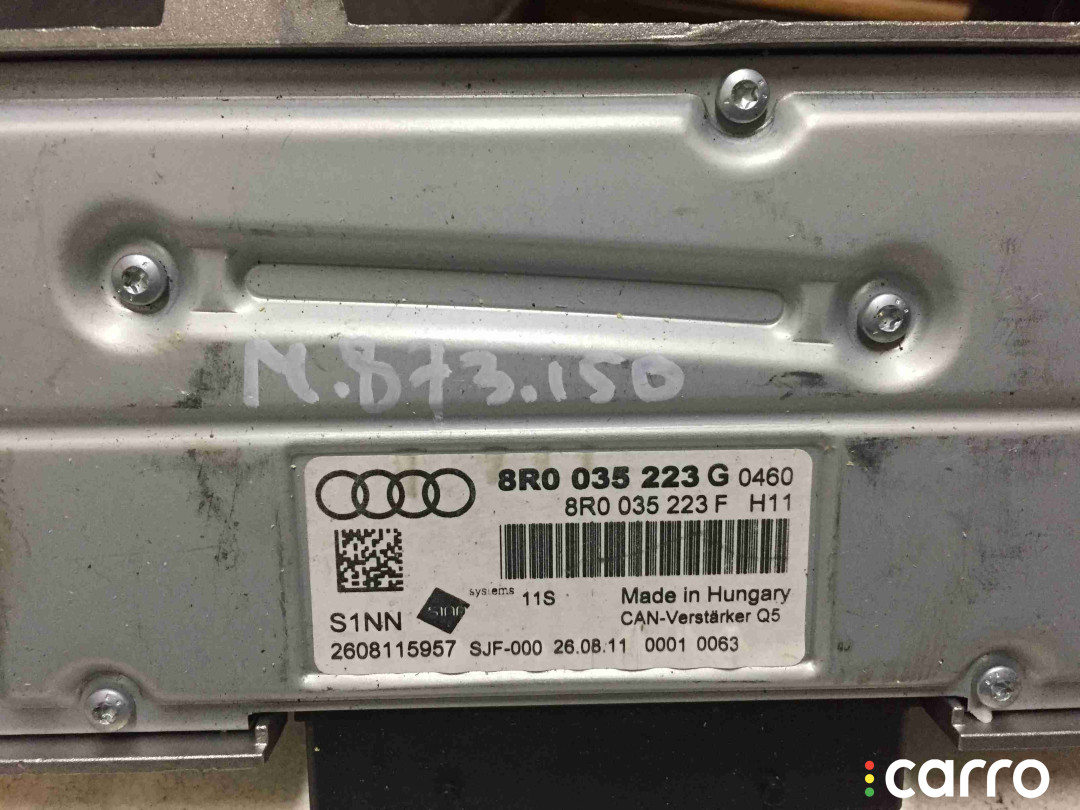 M.873.150
8R0 035 223 G 0460
8R0 035 223 F H11
systems 11S
Made in Hungary
S1NN
CAN-Verstärker Q5
2608115957 SJF-000 26.08.11 0001 0063
carro